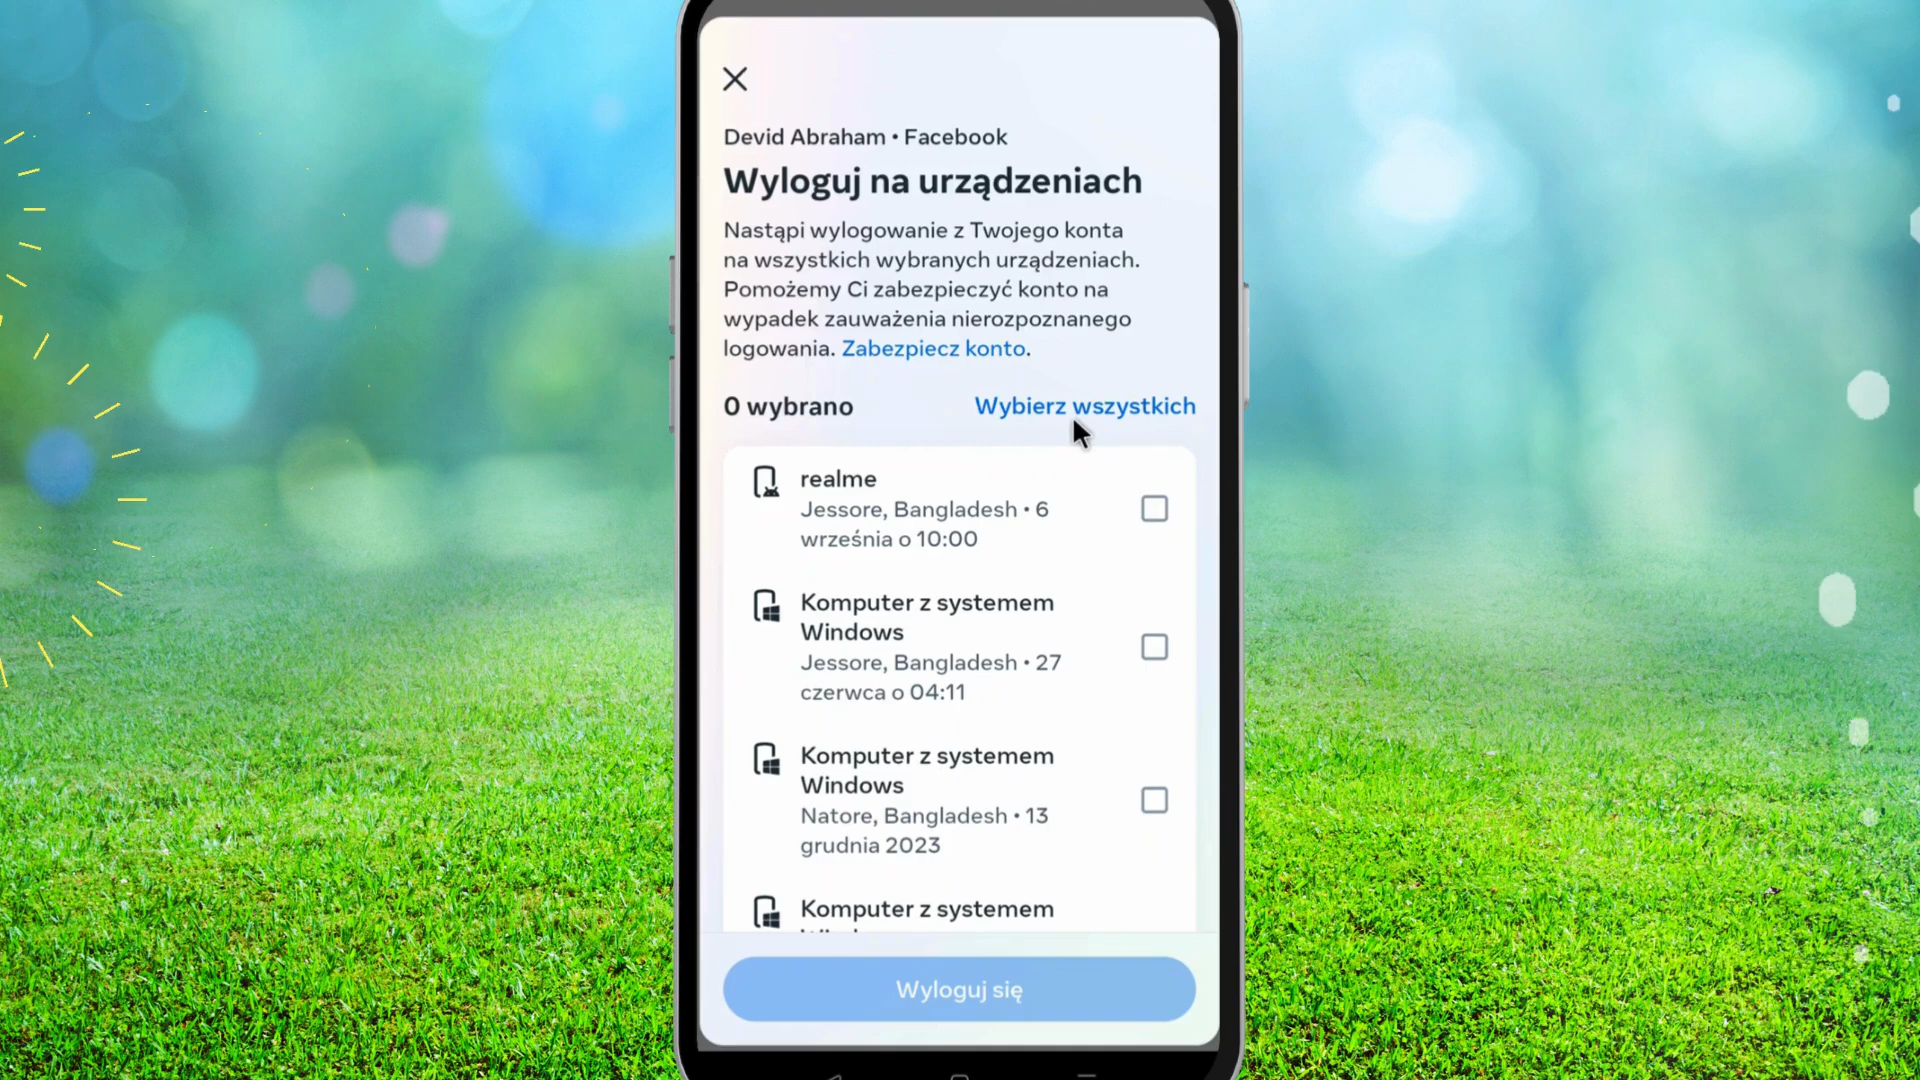 Devid Abraham • Facebook
Wyloguj na urządzeniach
Nastąpi wylogowanie z Twojego konta
na wszystkich wybranych urządzeniach.
Pomożemy Ci zabezpieczyć konto na
wypadek zauważenia nierozpoznanego
logowania. Zabezpiecz konto.
0 wybrano
Wybierz wszystkich
realme
Jessore, Bangladesh • 6
września o 10:00
Komputer z systemem
Windows
Jessore, Bangladesh • 27
czerwca o 04:11
Komputer z systemem
Windows
Natore, Bangladesh • 13
grudnia 2023
Komputer z systemem
Wyloguj się